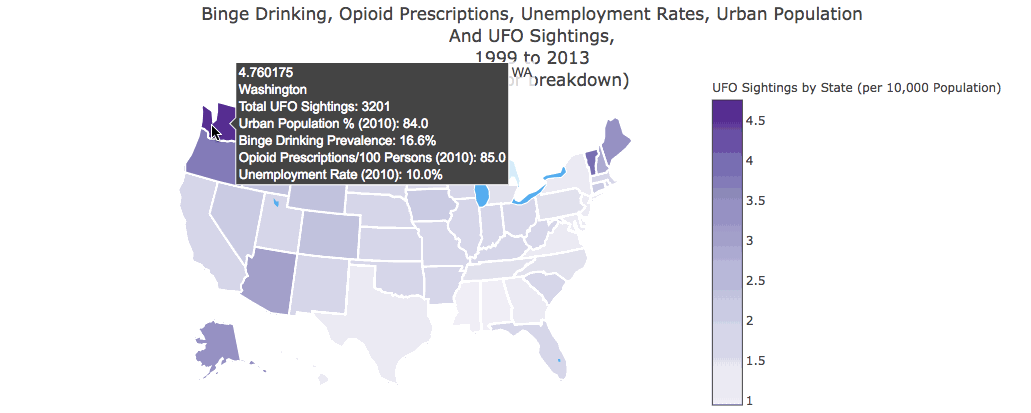 Binge Drinking, Opioid Prescriptions, Unemployment Rates, Urban Population
And UFO Sightings,
1999 to 2013
breakdown)
4.760175
WA
Washington
Total UFO Sightings: 3201
Urban Population % (2010): 84.0
Binge Drinking Prevalence: 16.6%
Opioid Prescriptions/100 Persons (2010): 85.0
Unemployment Rate (2010): 10.0%
UFO Sightings by State (per 10,000 Population)
4.5
4
3.5
3
2.5
2
1.5
1